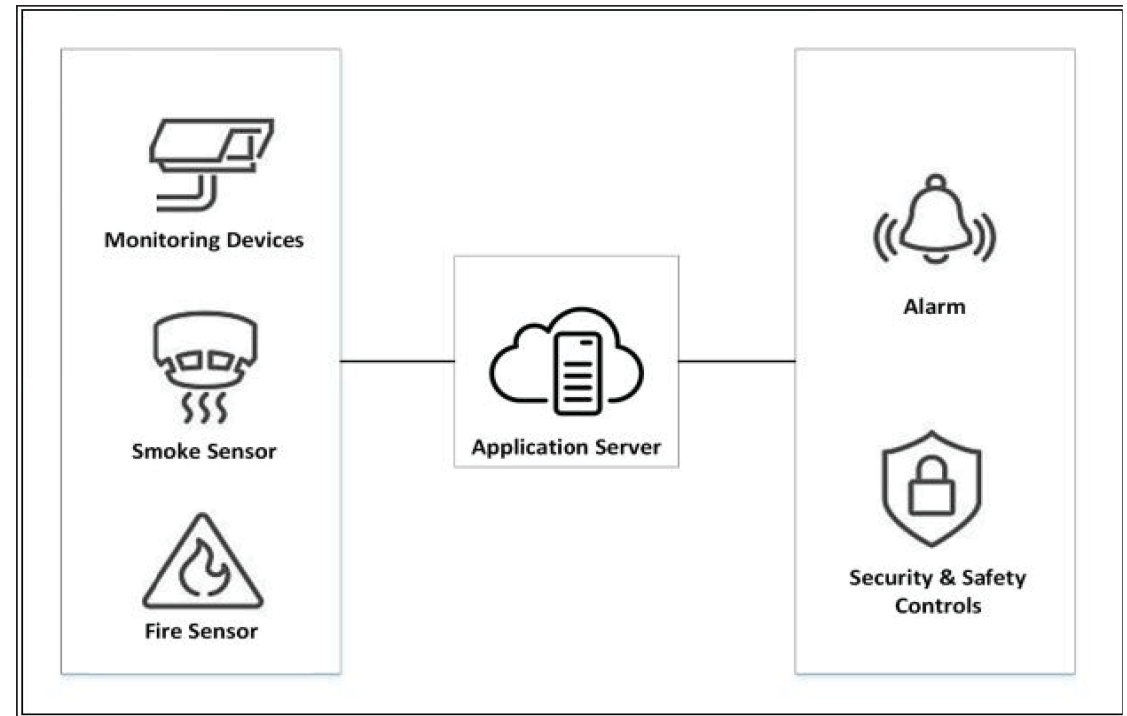 Monitoring Devices
Smoke Sensor
Fire Sensor
Application Server
Alarm
Security & Safety
Controls